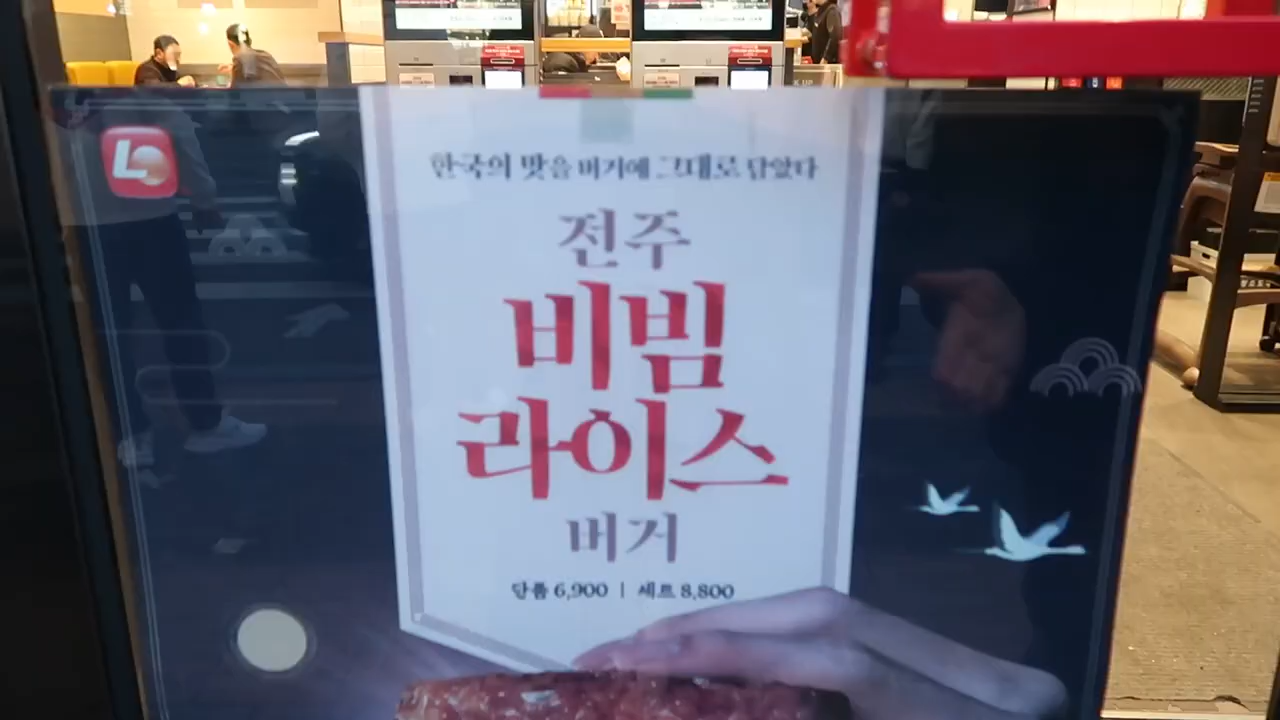 한국의 맛을 버거에 그대로 담았다
전주
비빔
라이스
버거
단품 6,900 | 세트 8,800